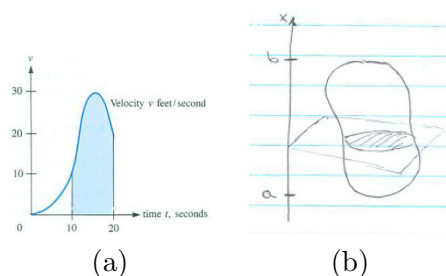 v
30
Velocity v feet/second
20
10
0
10
20
time t, seconds
(a)
x
b
a
(b)